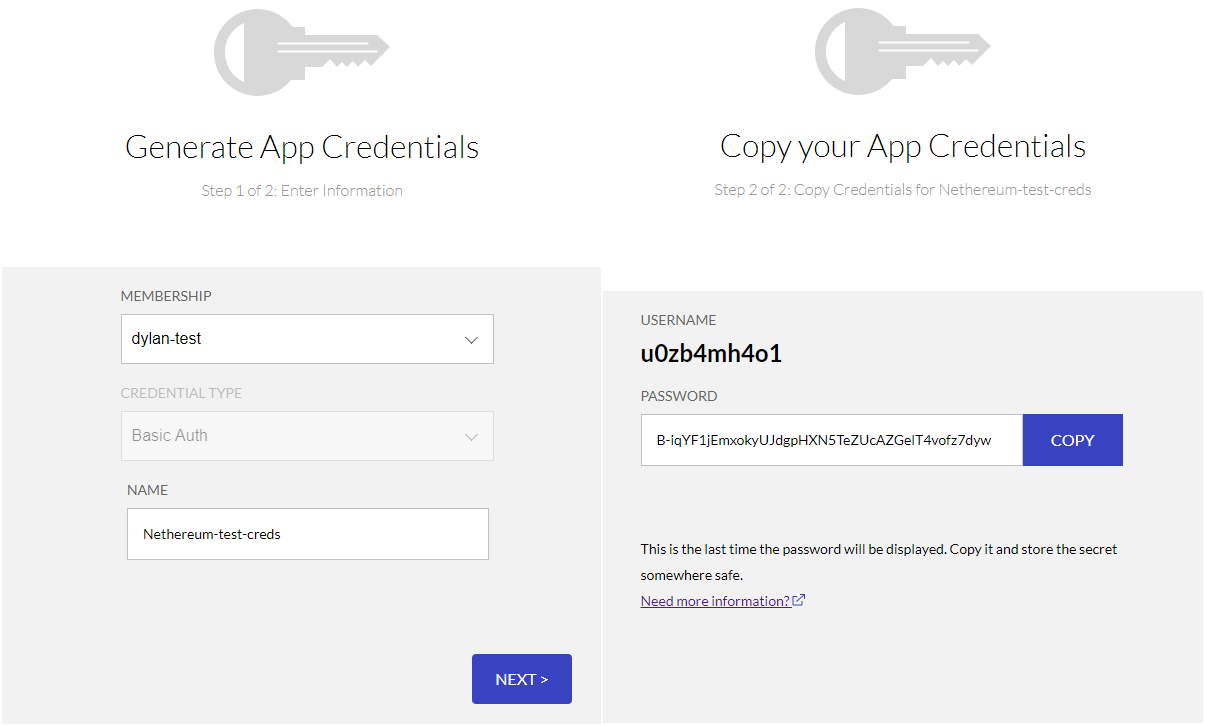 Generate App Credentials
Step 1 of 2: Enter Information
MEMBERSHIP
dylan-test
CREDENTIAL TYPE
Basic Auth
NAME
Nethereum-test-creds
NEXT >
Copy your App Credentials
Step 2 of 2: Copy Credentials for Nethereum-test-creds
USERNAME
u0zb4mh4o1
PASSWORD
B-iqYF1jEmxokyUJdgpHXN5TeZUcAZGelT4vofz7dyw
COPY
This is the last time the password will be displayed. Copy it and store the secret
somewhere safe.
Need more information?